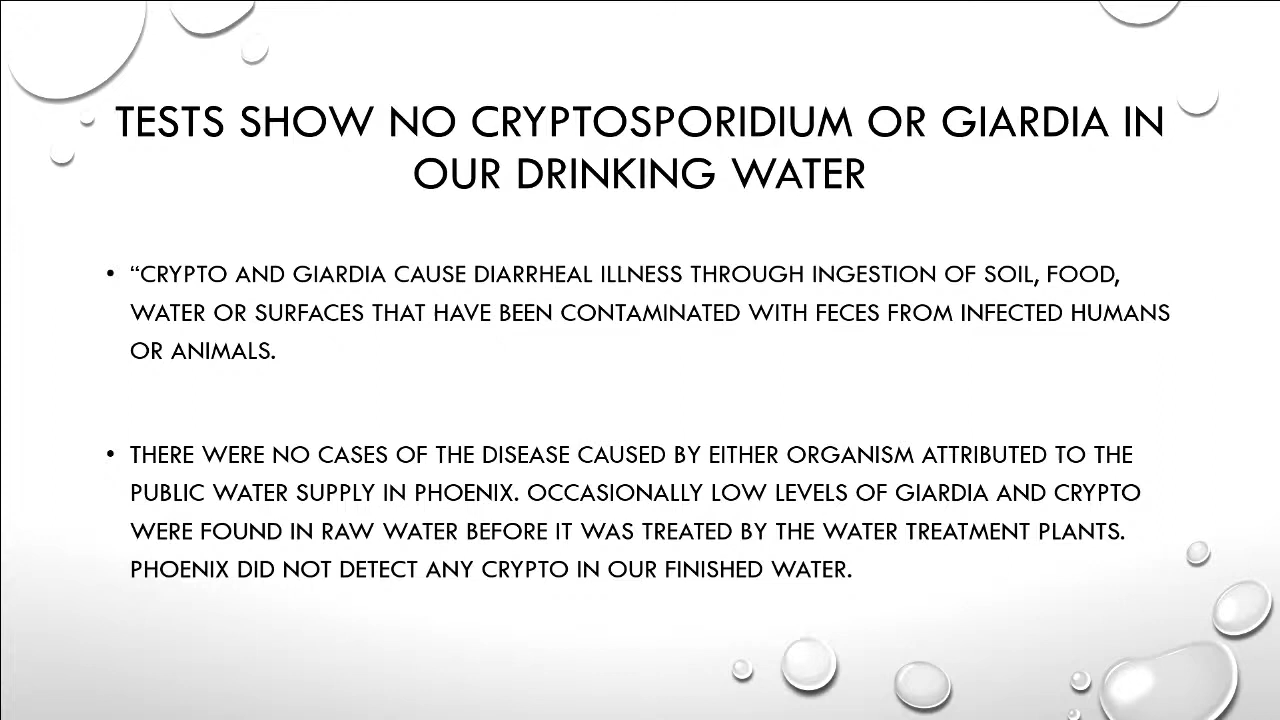 TESTS SHOW NO CRYPTOSPORIDIUM OR GIARDIA IN
OUR DRINKING WATER
• “CRYPTO AND GIARDIA CAUSE DIARRHEAL ILLNESS THROUGH INGESTION OF SOIL, FOOD,
WATER OR SURFACES THAT HAVE BEEN CONTAMINATED WITH FECES FROM INFECTED HUMANS
OR ANIMALS.
• THERE WERE NO CASES OF THE DISEASE CAUSED BY EITHER ORGANISM ATTRIBUTED TO THE
PUBLIC WATER SUPPLY IN PHOENIX. OCCASIONALLY LOW LEVELS OF GIARDIA AND CRYPTO
WERE FOUND IN RAW WATER BEFORE IT WAS TREATED BY THE WATER TREATMENT PLANTS.
PHOENIX DID NOT DETECT ANY CRYPTO IN OUR FINISHED WATER.